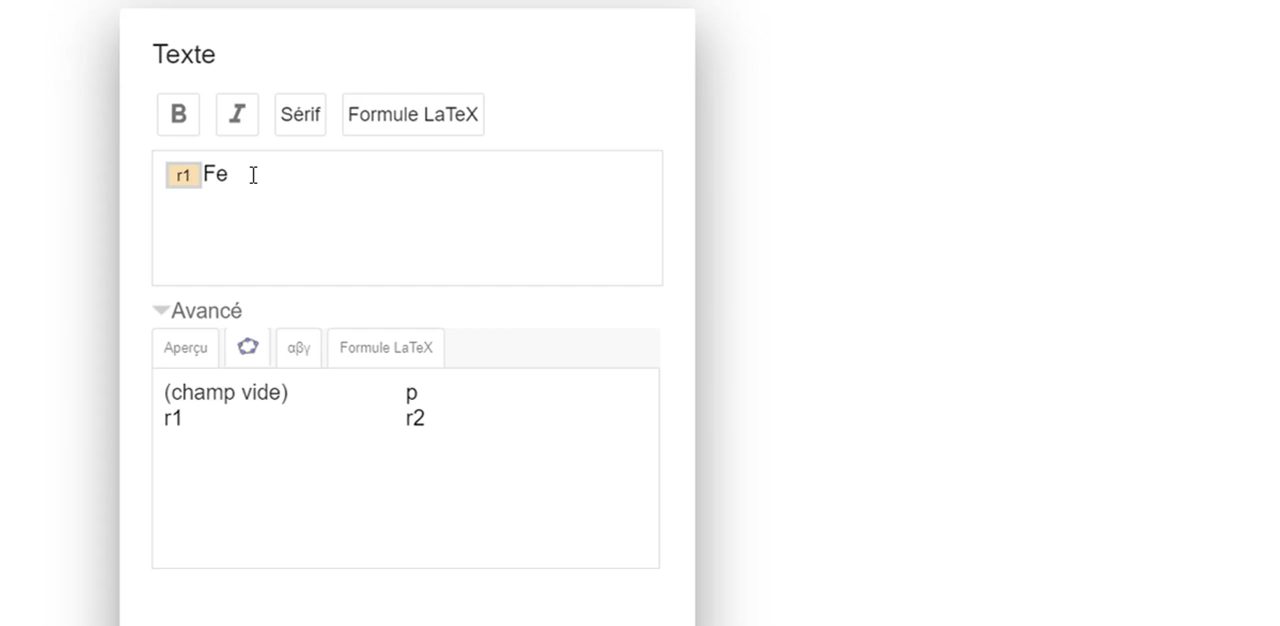 Texte
B I Sérif Formule LaTeX
r1 Fe
Avancé
Aperçu αβγ Formule LaTeX
(champ vide) p
r1 r2